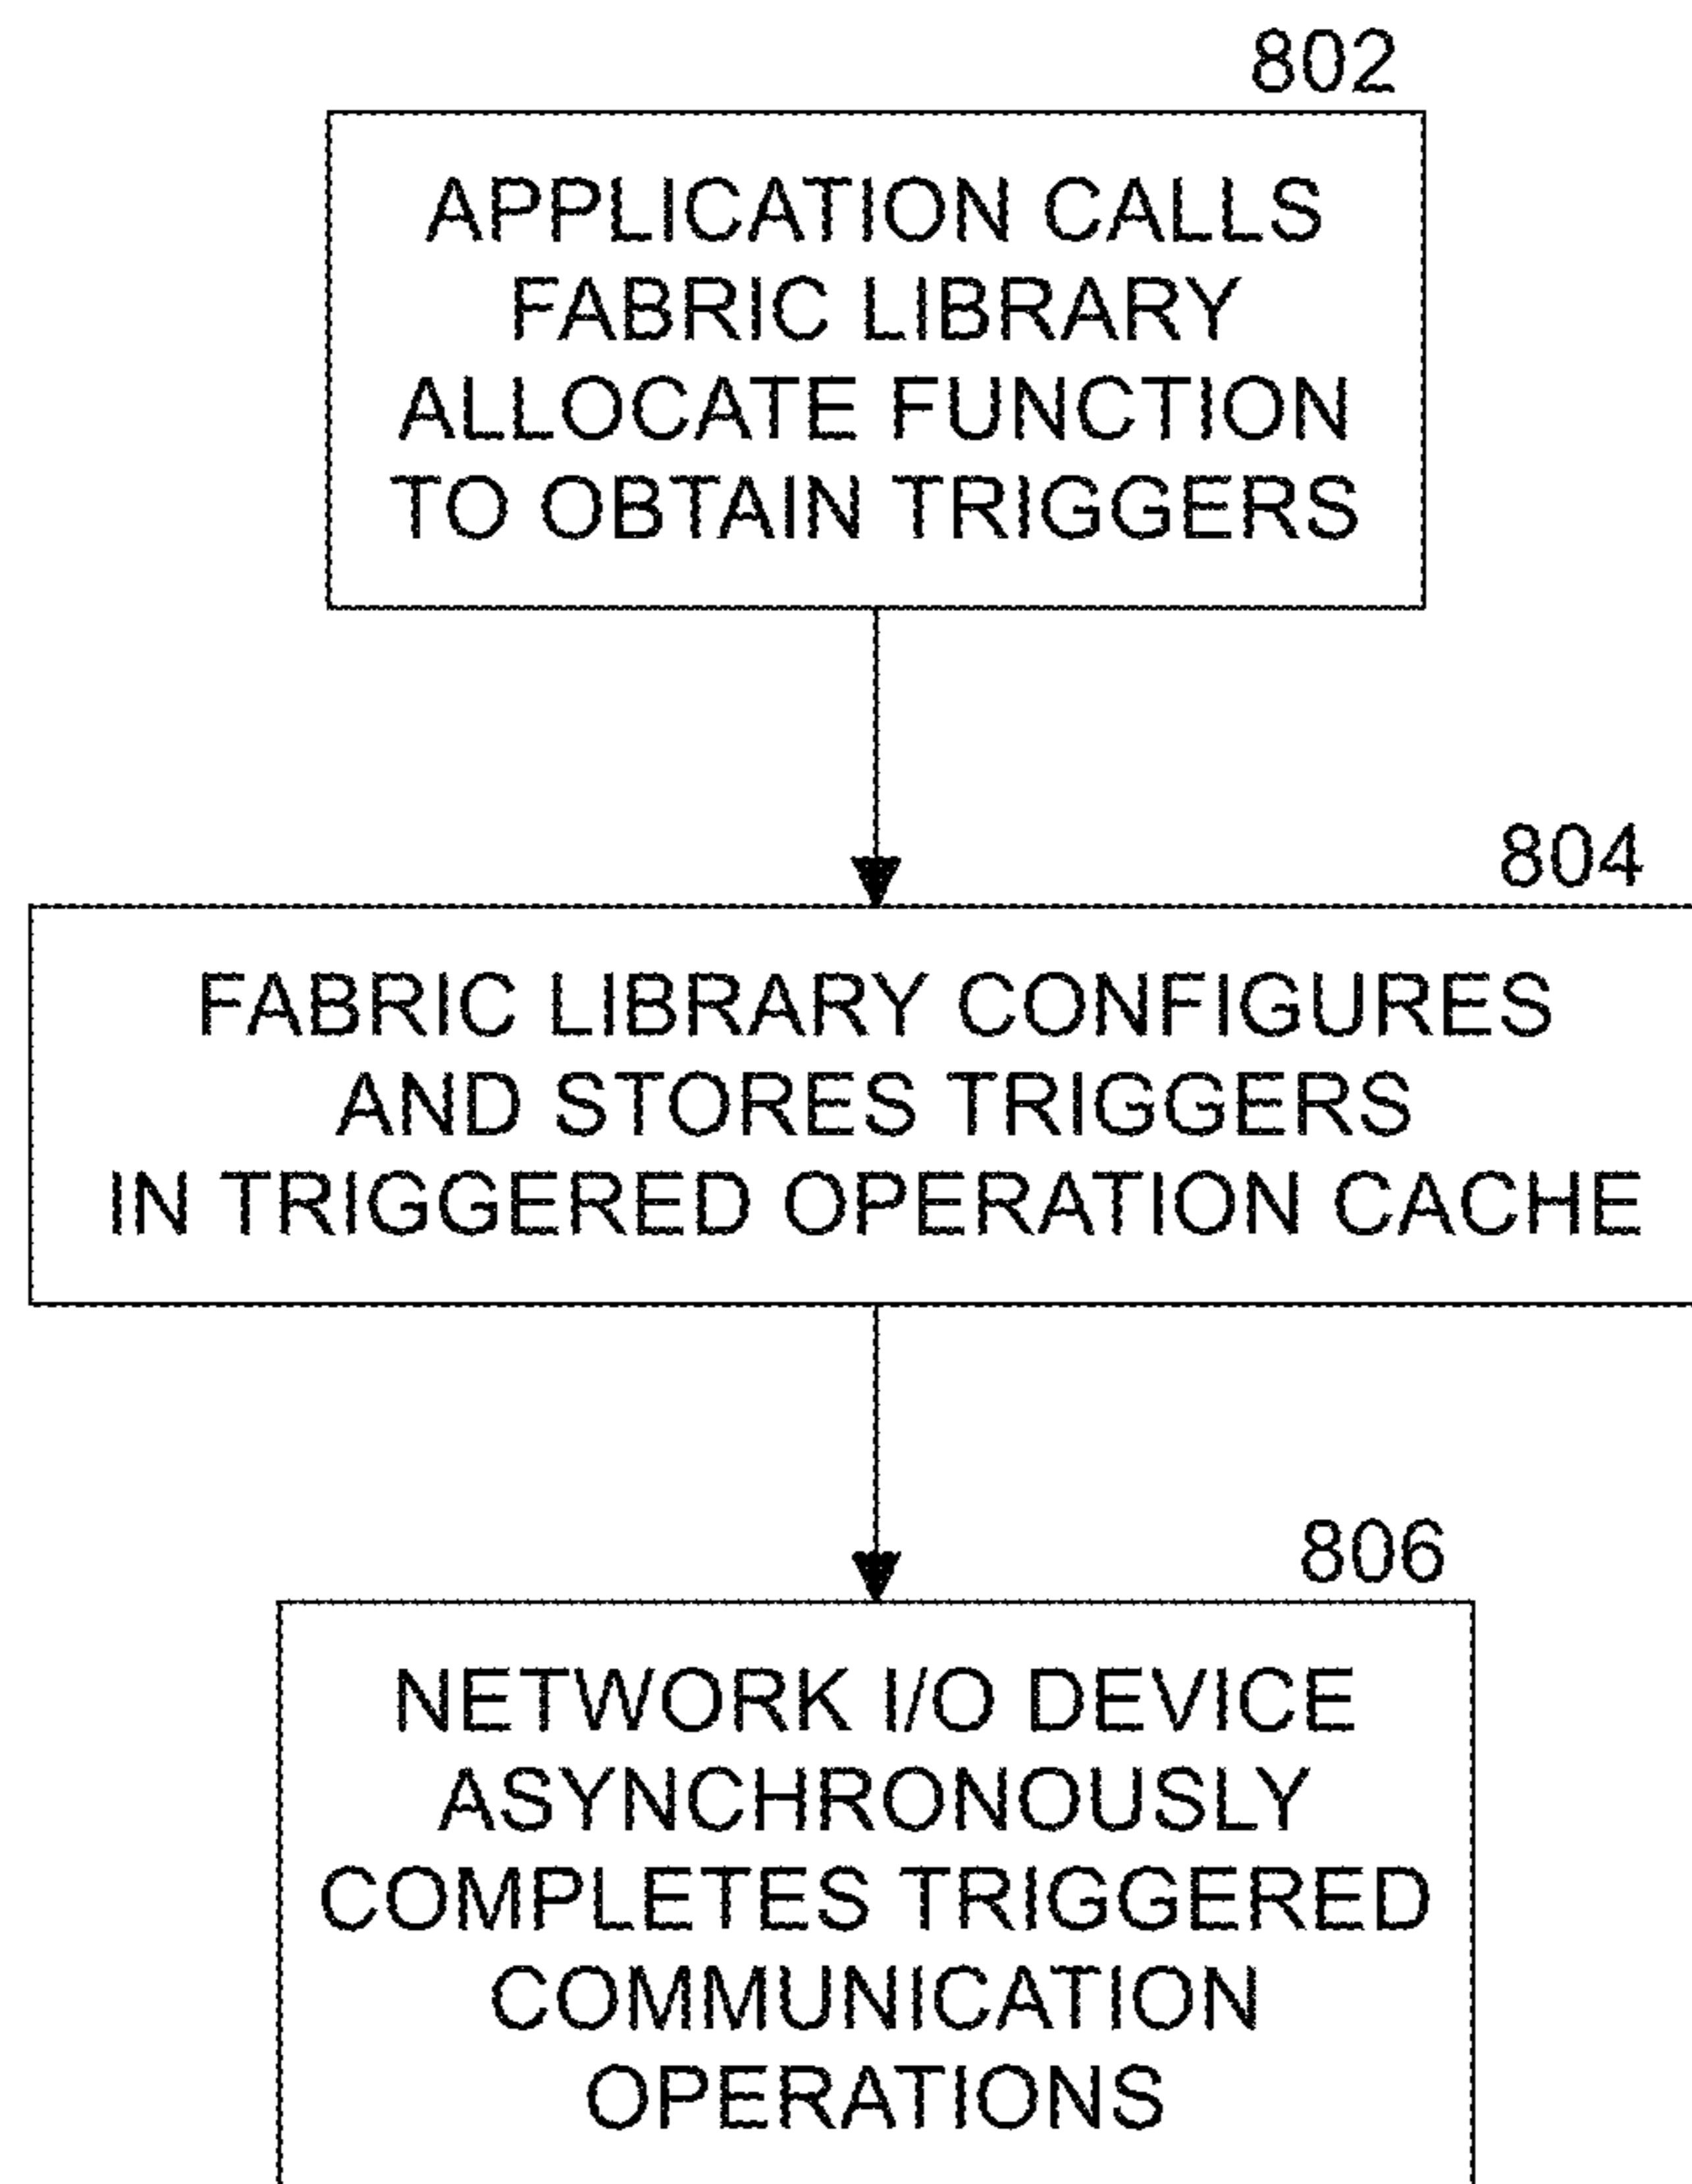 802
APPLICATION CALLS
FABRIC LIBRARY
ALLOCATE FUNCTION
TO OBTAIN TRIGGERS
804
FABRIC LIBRARY CONFIGURES
AND STORES TRIGGERS
IN TRIGGERED OPERATION CACHE
806
NETWORK I/O DEVICE
ASYNCHRONOUSLY
COMPLETES TRIGGERED
COMMUNICATION
OPERATIONS